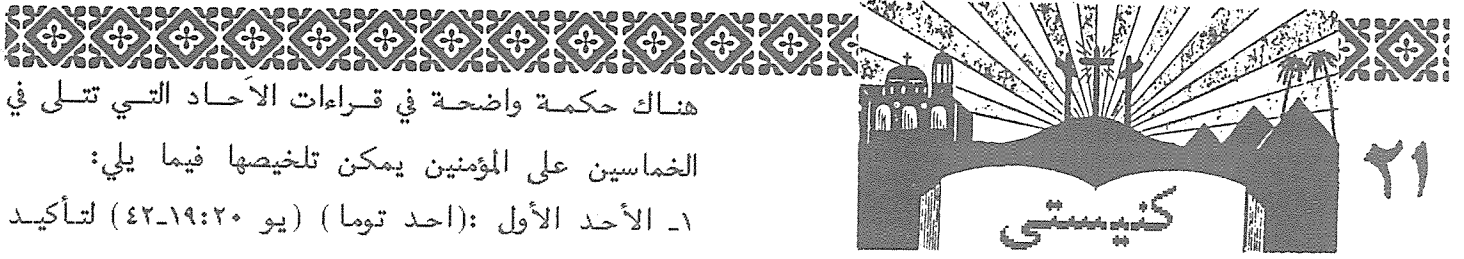 ٢١
كنيستى
هناك حكمة واضحة في قراءات الآحاد التي تتلى في
الخماسين على المؤمنين يمكن تلخيصها فيما يلي:
١ـ الأحد الأول :(احد توما) (يو ٢٠:١٩ـ٤٢) لتأكيد